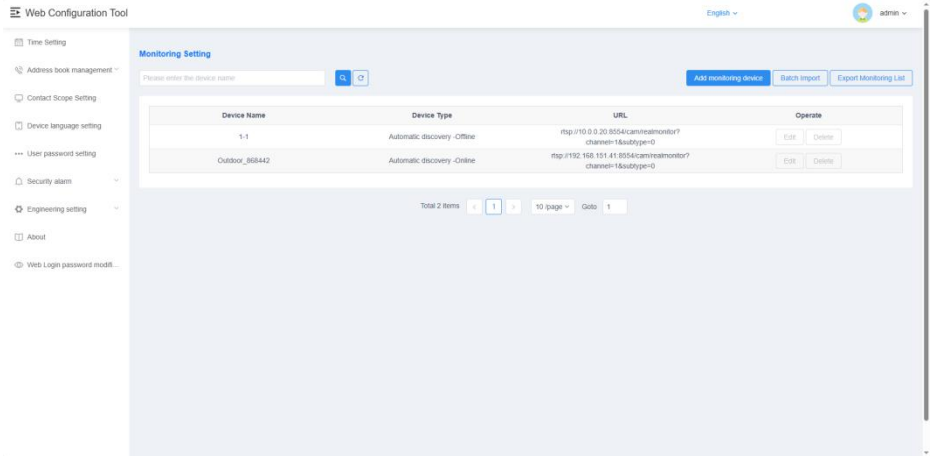 Web Configuration Tool
English
admin
Time Setting
Address book management
Contact Scope Setting
Device language setting
User password setting
Security alarm
Engineering setting
About
Web Login password modifi...
Monitoring Setting
Please enter the device name
Add monitoring device
Batch Import
Export Monitoring List
Device Name Device Type URL Operate
1-1 Automatic discovery -Offline rtsp://10.0.0.20:8554/cam/realmonitor?
channel=1&subtype=0
Edit Delete
Outdoor_868442 Automatic discovery -Online rtsp://192.168.151.41:8554/cam/realmonitor?
channel=1&subtype=0
Edit Delete
Total 2 items < 1 > 10 /page Goto 1